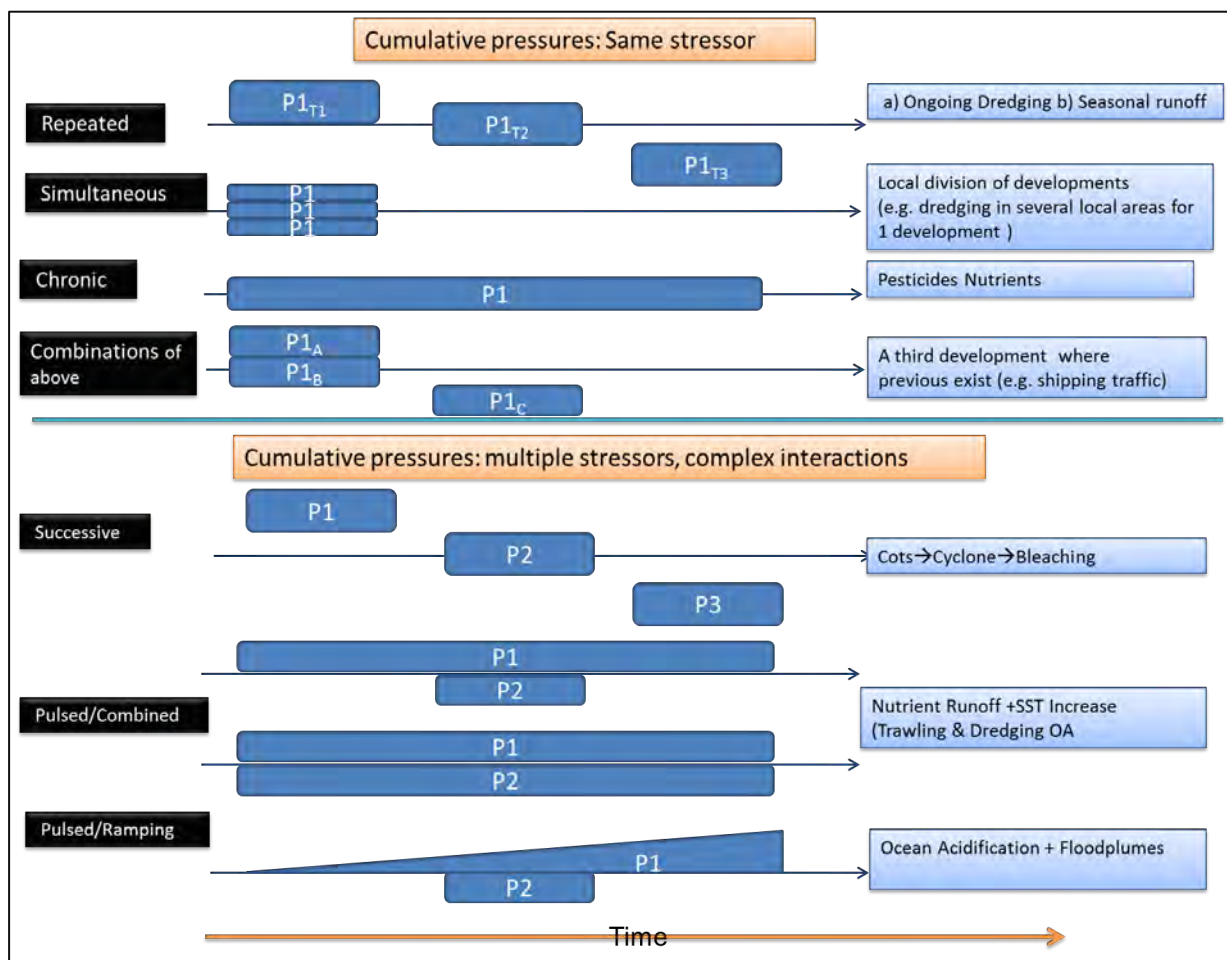 Cumulative pressures: Same stressor
Repeated
P1T1
P1T2
P1T3
a) Ongoing Dredging b) Seasonal runoff
Simultaneous
P1
P1
P1
Local division of developments
(e.g. dredging in several local areas for
1 development )
Chronic
P1
Pesticides Nutrients
Combinations of
above
P1A
P1B
P1C
A third development where
previous exist (e.g. shipping traffic)
Cumulative pressures: multiple stressors, complex interactions
Successive
P1
P2
P3
Cots→Cyclone→Bleaching
Pulsed/Combined
P1
P2
P1
P2
Nutrient Runoff +SST Increase
(Trawling & Dredging OA
Pulsed/Ramping
P1
P2
Ocean Acidification + Floodplumes
Time